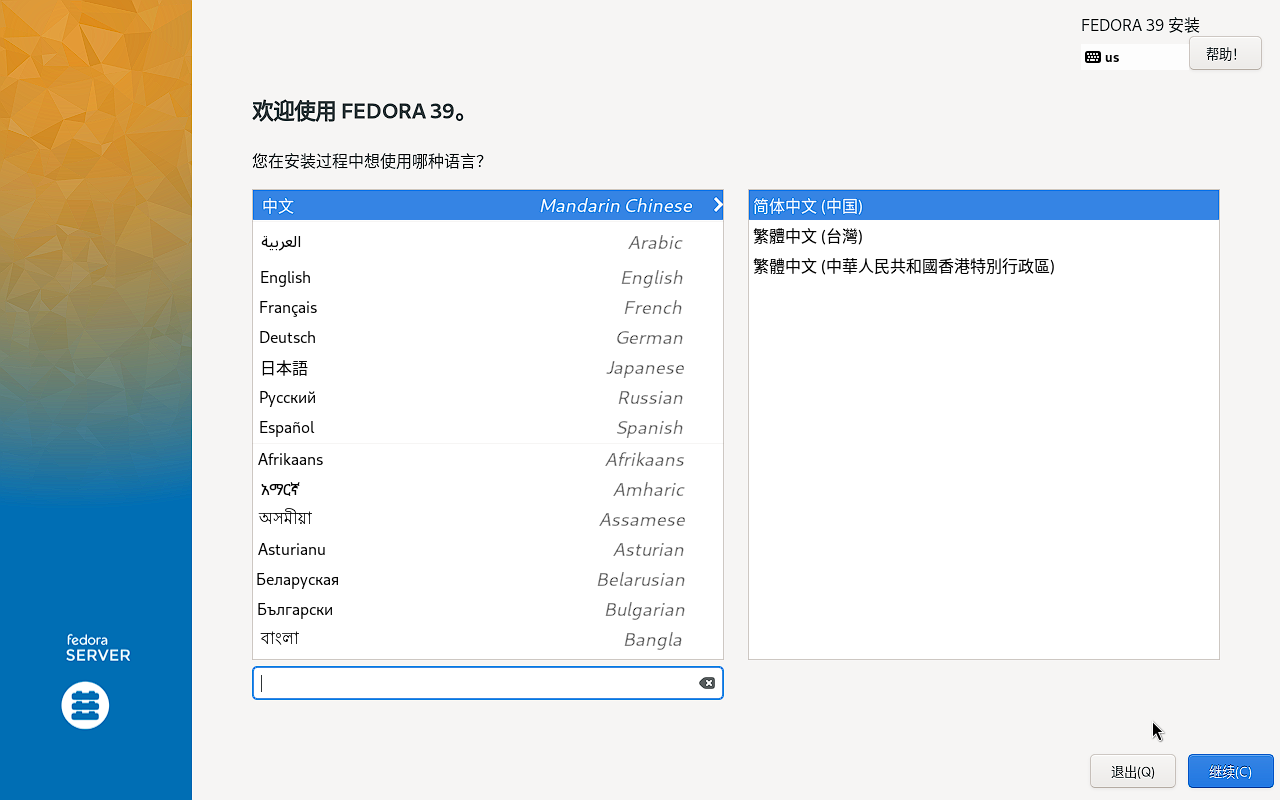 FEDORA 39 安装
us
帮助!
欢迎使用 FEDORA 39。
您在安装过程中想使用哪种语言？
中文 Mandarin Chinese
العربية Arabic
English English
Français French
Deutsch German
日本語 Japanese
Русский Russian
Español Spanish
Afrikaans Afrikaans
አማርኛ Amharic
অসমীয়া Assamese
Asturianu Asturian
Беларуская Belarusian
Български Bulgarian
বাংলা Bangla
简体中文 (中国)
繁體中文 (台灣)
繁體中文 (中華人民共和國香港特別行政區)
fedora
SERVER
退出(Q)
继续(C)